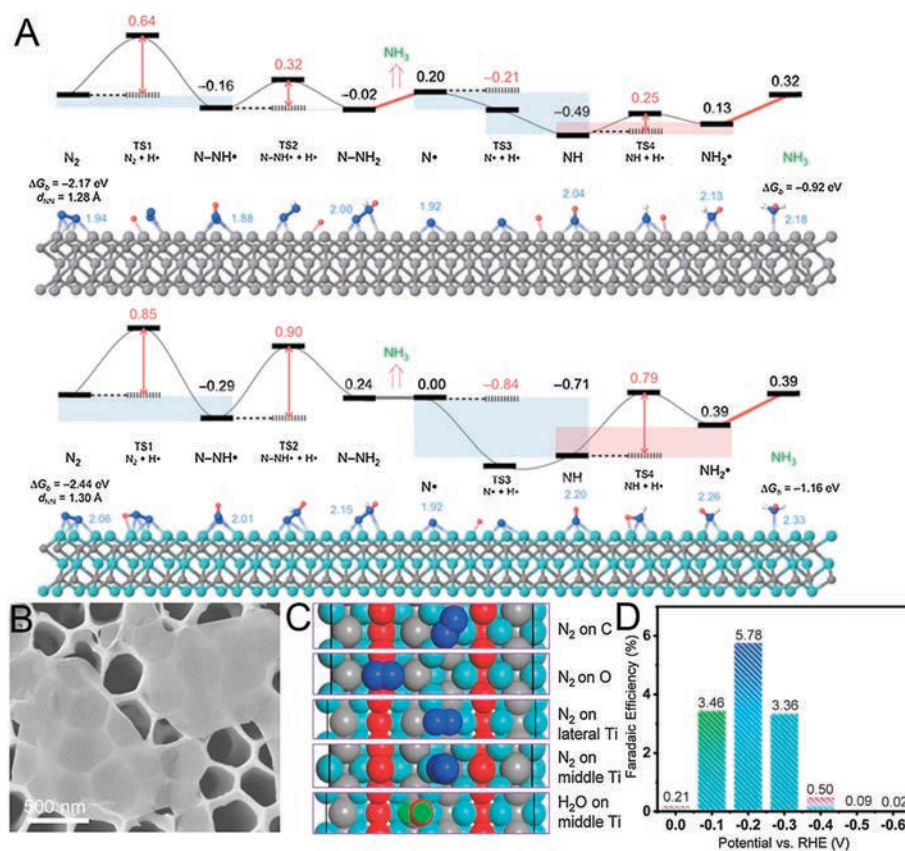 A
0.64
NH₃
0.32
0.20
−0.21
0.32
−0.16
−0.02
−0.49
0.25
0.13
N₂
TS1
N₂ + H•
N–NH•
TS2
N–NH• + H•
N–NH₂
N•
TS3
N• + H•
NH
TS4
NH + H•
NH₂•
NH₃
ΔG_b = −2.17 eV
d_NN = 1.28 Å
ΔG_b = −0.92 eV
1.94
1.88
2.00
1.92
2.04
2.13
2.18
0.85
0.90
NH₃
−0.29
0.24
0.00
−0.84
−0.71
0.79
0.39
0.39
N₂
TS1
N₂ + H•
N–NH•
TS2
N–NH• + H•
N–NH₂
N•
TS3
N• + H•
NH
TS4
NH + H•
NH₂•
NH₃
ΔG_b = −2.44 eV
d_NN = 1.30 Å
ΔG_b = −1.16 eV
2.06
2.01
2.15
1.92
2.20
2.26
2.33
B
500 nm
C
N₂ on C
N₂ on O
N₂ on
lateral Ti
N₂ on
middle Ti
H₂O on
middle Ti
D
Faradaic Efficiency (%)
6
4
2
0
0.21
3.46
5.78
3.36
0.50
0.09
0.02
0.0 -0.1 -0.2 -0.3 -0.4 -0.5 -0.6
Potential vs. RHE (V)